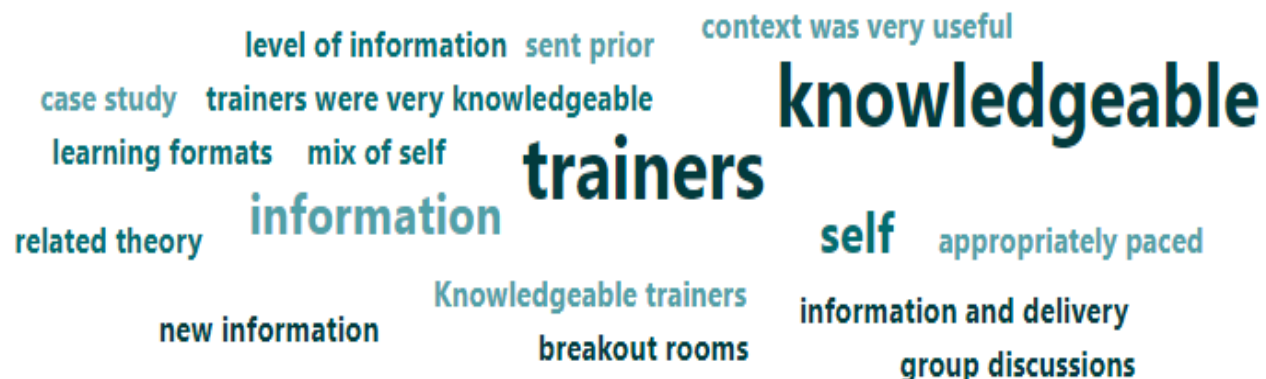 context was very useful
level of information sent prior
knowledgeable
case study trainers were very knowledgeable
learning formats mix of self
trainers
information
related theory
self appropriately paced
Knowledgeable trainers
information and delivery
new information
breakout rooms
group discussions